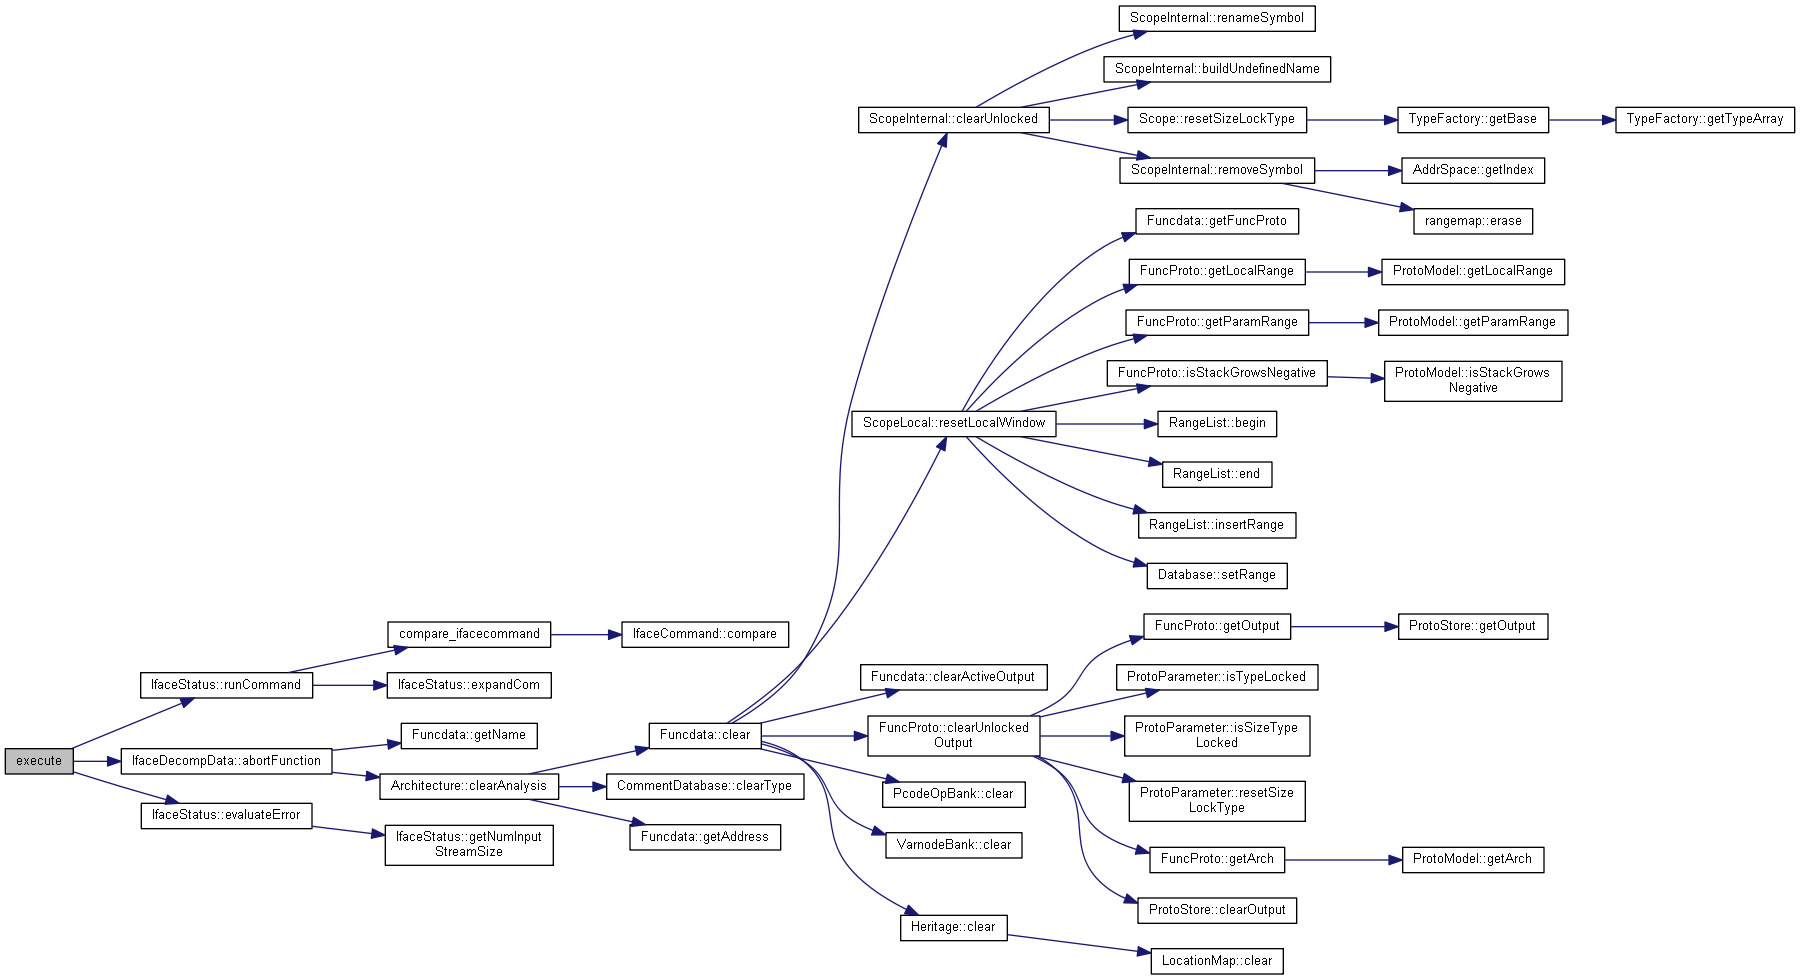 ScopeInternal::renameSymbol
ScopeInternal::buildUndefinedName
ScopeInternal::clearUnlocked
Scope::resetSizeLockType
TypeFactory::getBase
TypeFactory::getTypeArray
ScopeInternal::removeSymbol
AddrSpace::getIndex
rangemap::erase
Funcdata::getFuncProto
FuncProto::getLocalRange
ProtoModel::getLocalRange
FuncProto::getParamRange
ProtoModel::getParamRange
FuncProto::isStackGrowsNegative
ProtoModel::isStackGrows
Negative
ScopeLocal::resetLocalWindow
RangeList::begin
RangeList::end
RangeList::insertRange
Database::setRange
compare_ifacecommand
IfaceCommand::compare
FuncProto::getOutput
ProtoStore::getOutput
IfaceStatus::runCommand
IfaceStatus::expandCom
Funcdata::clearActiveOutput
ProtoParameter::isTypeLocked
Funcdata::getName
Funcdata::clear
FuncProto::clearUnlocked
Output
ProtoParameter::isSizeType
Locked
execute
IfaceDecompData::abortFunction
Architecture::clearAnalysis
CommentDatabase::clearType
PcodeOpBank::clear
ProtoParameter::resetSize
LockType
IfaceStatus::evaluateError
IfaceStatus::getNumInput
StreamSize
Funcdata::getAddress
VarnodeBank::clear
FuncProto::getArch
ProtoModel::getArch
ProtoStore::clearOutput
Heritage::clear
LocationMap::clear